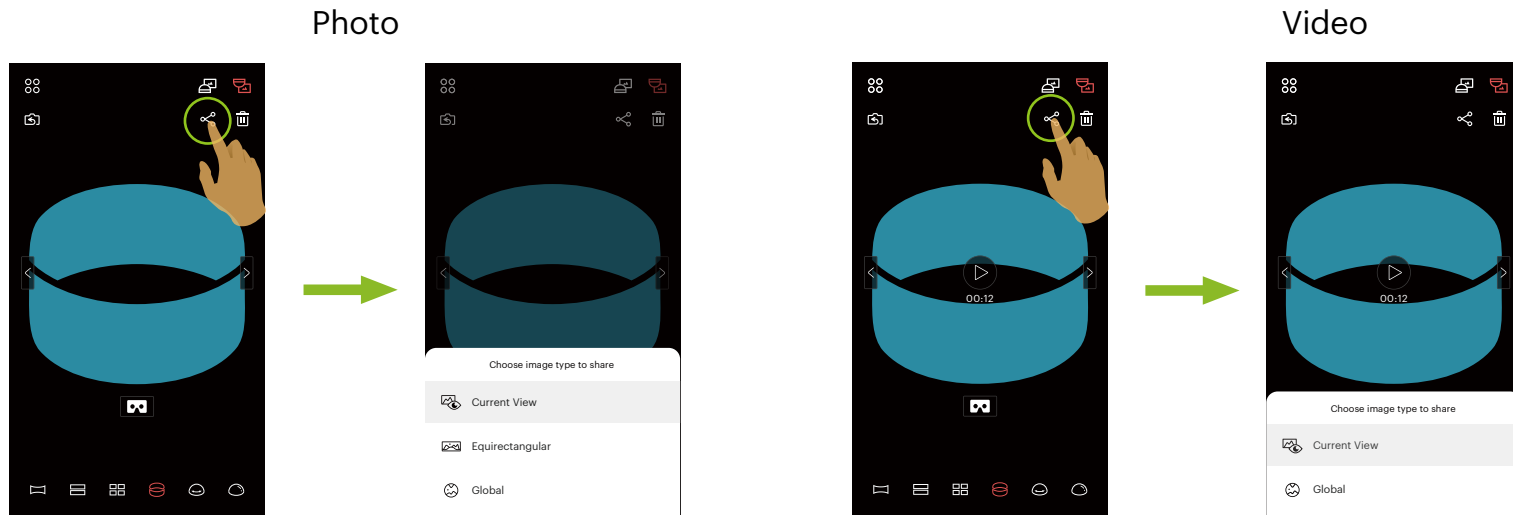 Photo
Video
Choose image type to share
Current View
Equirectangular
Global
00:12
00:12
Choose image type to share
Current View
Global